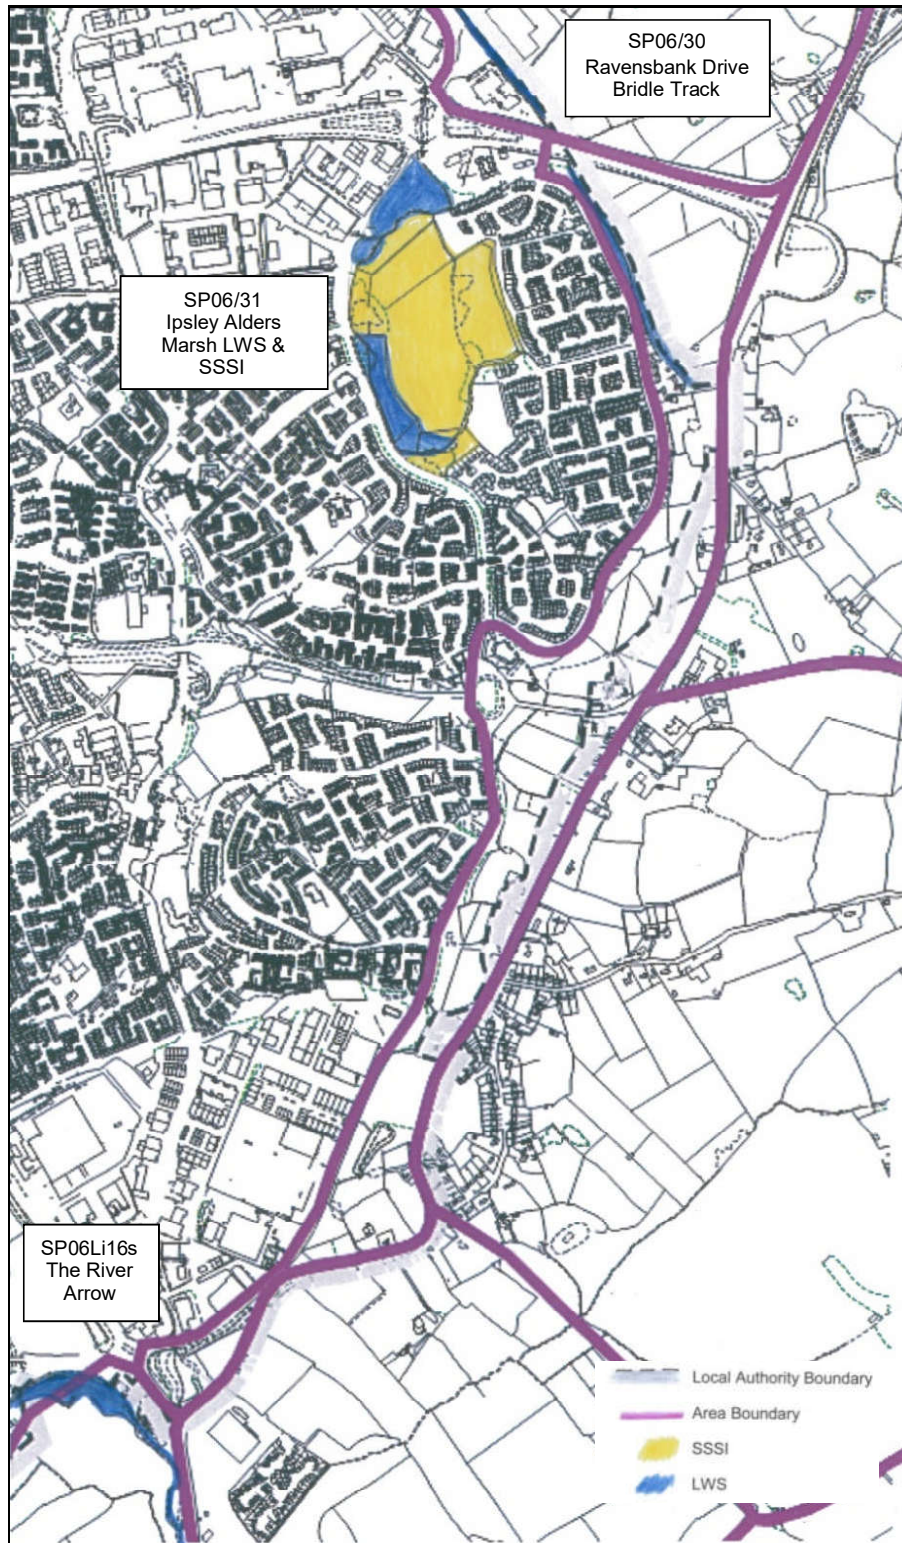 SP06/30
Ravensbank Drive
Bridle Track
SP06/31
Ipsley Alders
Marsh LWS &
SSSI
SP06Li16s
The River
Arrow
Local Authority Boundary
Area Boundary
SSSI
LWS